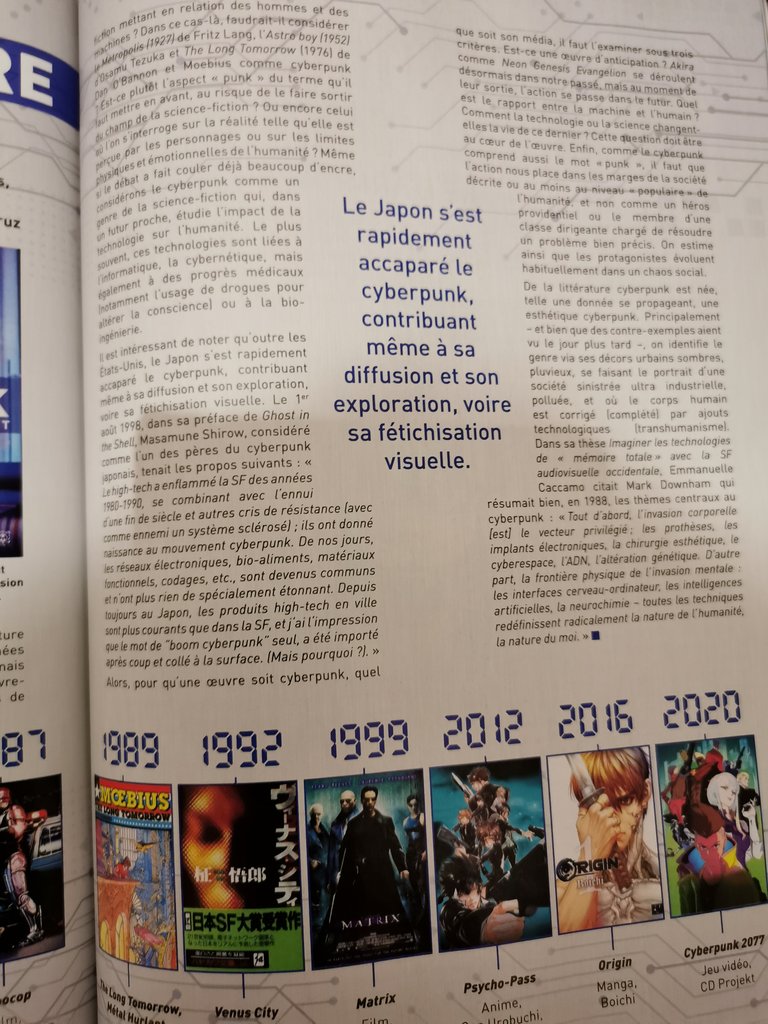 RE
ruz
fiction mettant en relation des hommes et des
machines ? Dans ce cas-là, faudrait-il considérer
le Metropolis (1927) de Fritz Lang, l'Astro boy (1952)
d'Osamu Tezuka et The Long Tomorrow (1976) de
Dan O'Bannon et Moebius comme cyberpunk
? Est-ce plutôt l'aspect « punk » du terme qu'il
faut mettre en avant, au risque de le faire sortir
du champ de la science-fiction ? Ou encore celui
où l'on s'interroge sur la réalité telle qu'elle est
perçue par les personnages ou sur les limites
physiques et émotionnelles de l'humanité ? Même
si le débat a fait couler déjà beaucoup d'encre,
considérons le cyberpunk comme un
genre de la science-fiction qui, dans
un futur proche, étudie l'impact de la
technologie sur l'humanité. Le plus
souvent, ces technologies sont liées à
l'informatique, la cybernétique, mais
également à des progrès médicaux
(notamment l'usage de drogues pour
altérer la conscience) ou à la bio-
ingénierie.
Il est intéressant de noter qu'outre les
États-Unis, le Japon s'est rapidement
accaparé le cyberpunk, contribuant
même à sa diffusion et son exploration,
voire sa fétichisation visuelle. Le 1er
août 1998, dans sa préface de Ghost in
the Shell, Masamune Shirow, considéré
comme l'un des pères du cyberpunk
japonais, tenait les propos suivants : «
Le high-tech a enflammé la SF des années
1980-1990, se combinant avec l'ennui
d'une fin de siècle et autres cris de résistance (avec
comme ennemi un système sclérosé) ; ils ont donné
naissance au mouvement cyberpunk. De nos jours,
les réseaux électroniques, bio-aliments, matériaux
fonctionnels, codages, etc., sont devenus communs
et n'ont plus rien de spécialement étonnant. Depuis
toujours au Japon, les produits high-tech en ville
sont plus courants que dans la SF, et j'ai l'impression
que le mot de "boom cyberpunk" seul, a été importé
après coup et collé à la surface. (Mais pourquoi ?). »
Alors, pour qu'une œuvre soit cyberpunk, quel
Le Japon s'est
rapidement
accaparé le
cyberpunk,
contribuant
même à sa
diffusion et son
exploration, voire
sa fétichisation
visuelle.
que soit son média, il faut l'examiner sous trois
critères. Est-ce une œuvre d'anticipation ? Akira
comme Neon Genesis Evangelion se déroulent
désormais dans notre passé, mais au moment de
leur sortie, l'action se passe dans le futur. Quel
est le rapport entre la machine et l'humain ?
Comment la technologie ou la science changent-
elles la vie de ce dernier ? Cette question doit être
au cœur de l'œuvre. Enfin, comme le cyberpunk
comprend aussi le mot « punk », il faut que
l'action nous place dans les marges de la société
décrite ou au moins au niveau « populaire » de
l'humanité, et non comme un héros
providentiel ou le membre d'une
classe dirigeante chargé de résoudre
un problème bien précis. On estime
ainsi que les protagonistes évoluent
habituellement dans un chaos social.
De la littérature cyberpunk est née,
telle une donnée se propageant, une
esthétique cyberpunk. Principalement
– et bien que des contre-exemples aient
vu le jour plus tard –, on identifie le
genre via ses décors urbains sombres,
pluvieux, se faisant le portrait d'une
société sinistrée ultra industrielle,
polluée, et où le corps humain
est corrigé (complété) par ajouts
technologiques (transhumanisme).
Dans sa thèse Imaginer les technologies
de « mémoire totale » avec la SF
audiovisuelle occidentale, Emmanuelle
Caccamo citait Mark Downham qui
résumait bien, en 1988, les thèmes centraux au
cyberpunk : « Tout d'abord, l'invasion corporelle
[est] le vecteur privilégié ; les prothèses, les
implants électroniques, la chirurgie esthétique, le
cyberespace, l'ADN, l'altération génétique. D'autre
part, la frontière physique de l'invasion mentale :
les interfaces cerveau-ordinateur, les intelligences
artificielles, la neurochimie – toutes les techniques
redéfinissent radicalement la nature de l'humanité,
la nature du moi. »
87
1989
1992
1999
2012
2016
2020
MŒBIUS
LONG TOMORROW
ヴィーナス・シティ
柾 悟郎
日本SF大賞受賞作
MATRIX
ORIGIN
Boichi
ocop
The Long Tomorrow,
Métal Hurlant
Venus City
Matrix
Film
Psycho-Pass
Anime,
Urobuchi,
Origin
Manga,
Boichi
Cyberpunk 2077
Jeu vidéo,
CD Projekt